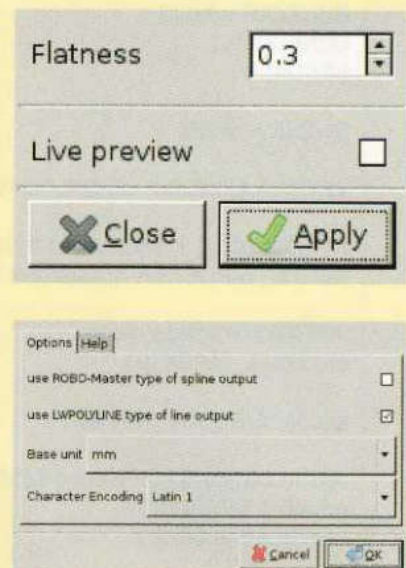 Flatness 0.3
Live preview
Close Apply
Options Help
use ROBO-Master type of spline output
use LWPOLYLINE type of line output
Base unit mm
Character Encoding Latin 1
Cancel OK